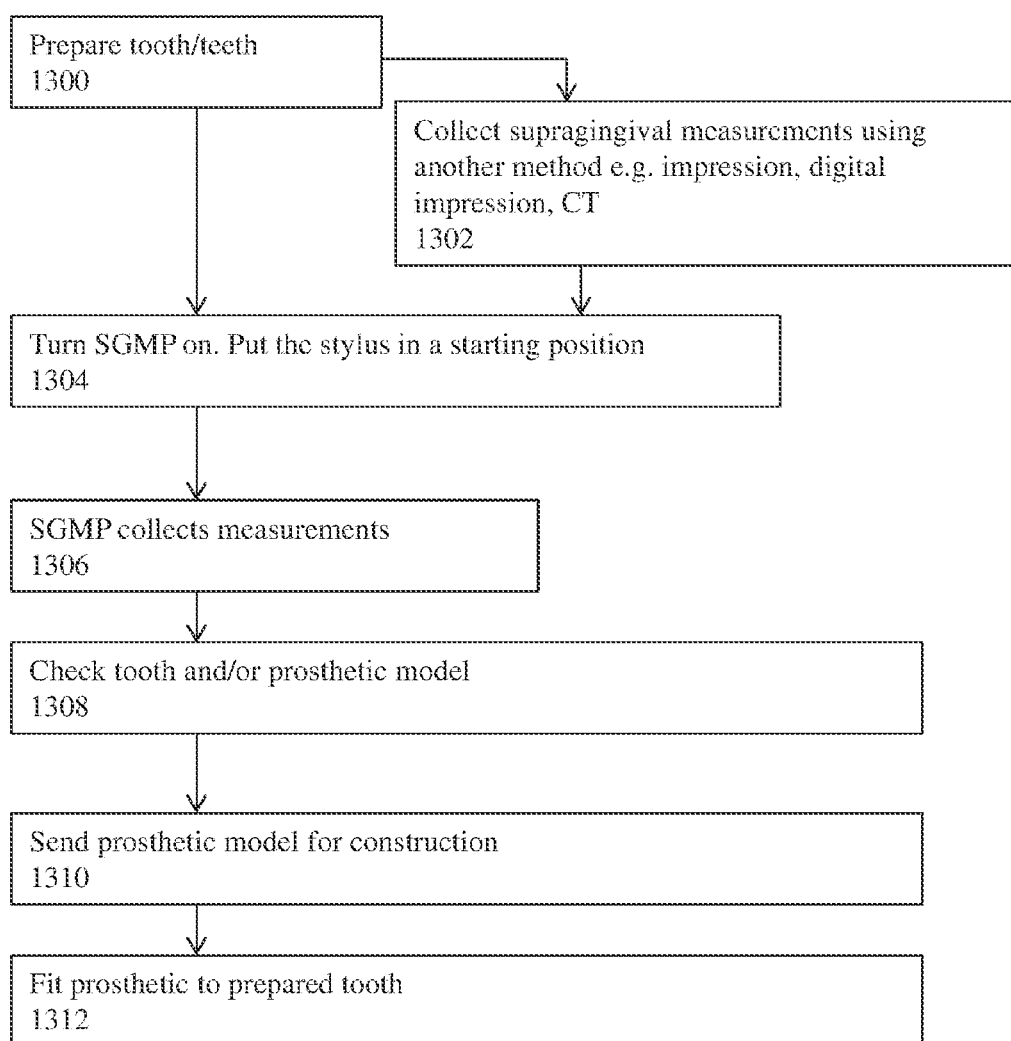 Prepare tooth/teeth
1300
Collect supragingival measurements using
another method e.g. impression, digital
impression, CT
1302
Turn SGMP on. Put the stylus in a starting position
1304
SGMP collects measurements
1306
Check tooth and/or prosthetic model
1308
Send prosthetic model for construction
1310
Fit prosthetic to prepared tooth
1312